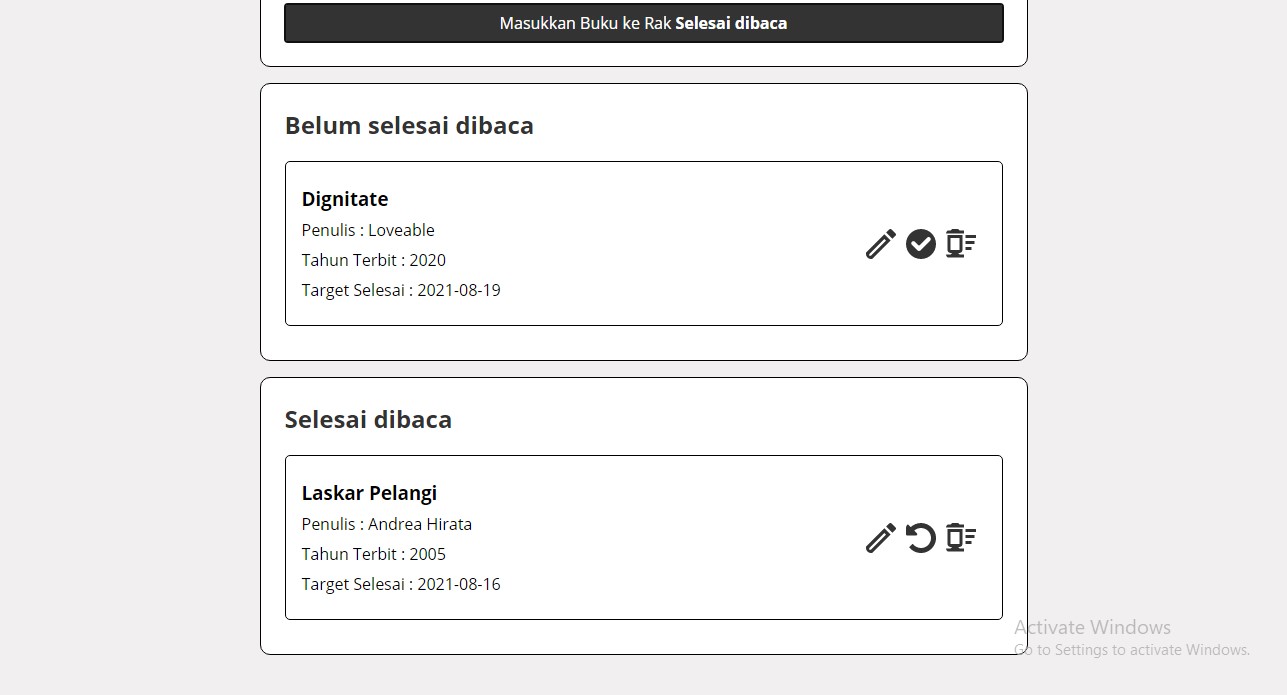 Masukkan Buku ke Rak Selesai dibaca
Belum selesai dibaca
Dignitate
Penulis : Loveable
Tahun Terbit : 2020
Target Selesai : 2021-08-19
Selesai dibaca
Laskar Pelangi
Penulis : Andrea Hirata
Tahun Terbit : 2005
Target Selesai : 2021-08-16
Activate Windows
Go to Settings to activate Windows.